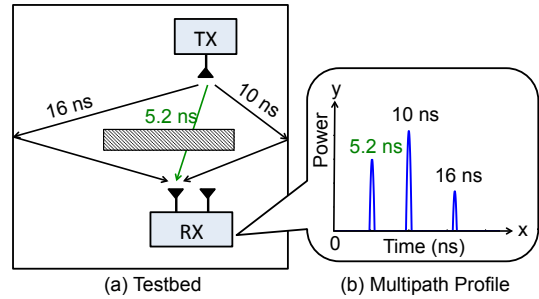 TX
16 ns
5.2 ns
10 ns
RX
(a) Testbed
y
Power
5.2 ns
10 ns
16 ns
0
x
Time (ns)
(b) Multipath Profile